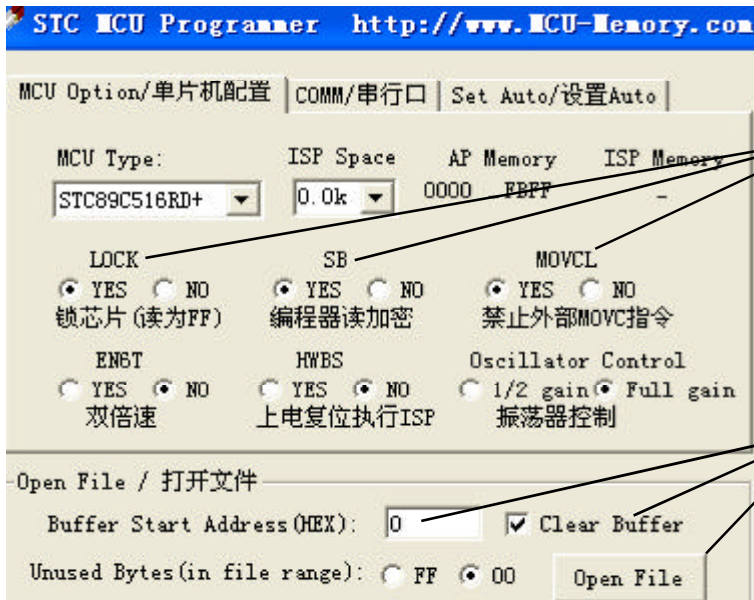 STC MCU Programmer http://www.MCU-Memory.com
MCU Option/单片机配置 COMM/串行口 Set Auto/设置Auto
MCU Type: ISP Space AP Memory ISP Memory
STC89C516RD+ 0.0k 0000 FBFF -
LOCK SB MOVCL
YES NO YES NO YES NO
锁芯片(读为FF) 编程器读加密 禁止外部MOVC指令
EN6T HWBS Oscillator Control
YES NO YES NO 1/2 gain Full gain
双倍速 上电复位执行ISP 振荡器控制
Open File / 打开文件
Buffer Start Address(HEX): 0 Clear Buffer
Unused Bytes(in file range): FF 00 Open File